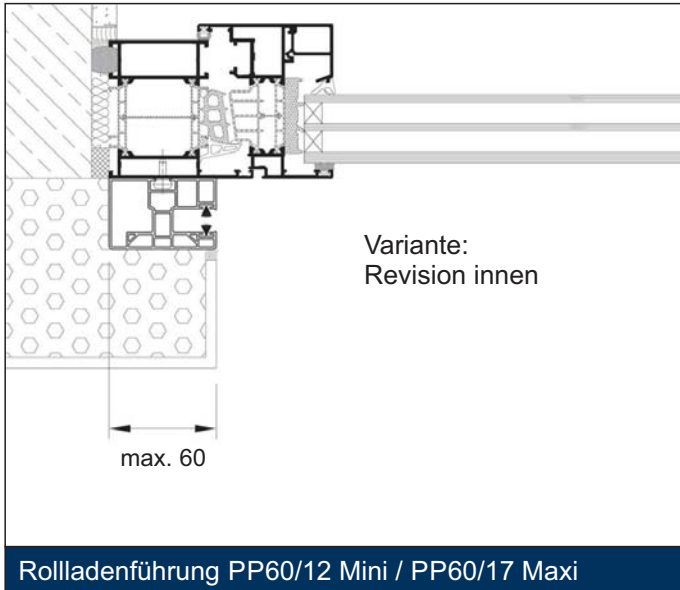 Variante:
Revision innen
max. 60
Rollladenführung PP60/12 Mini / PP60/17 Maxi